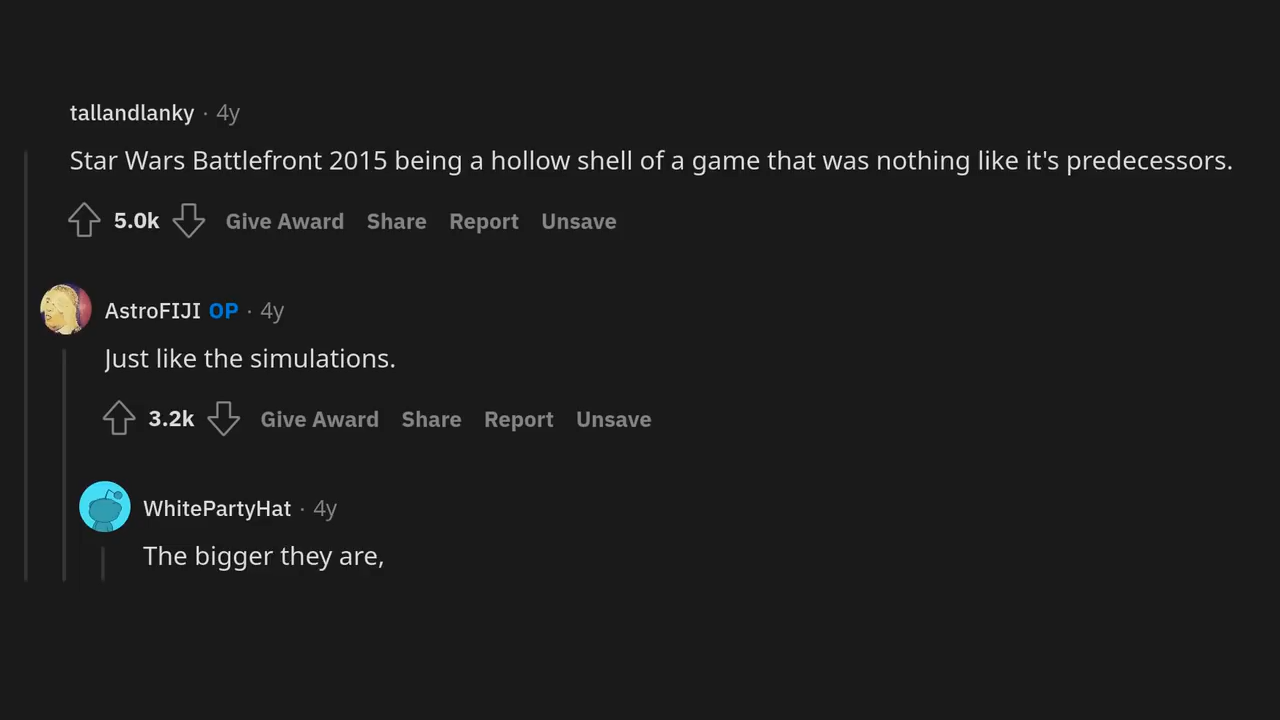 tallandlanky · 4y
Star Wars Battlefront 2015 being a hollow shell of a game that was nothing like it's predecessors.
5.0k Give Award Share Report Unsave
AstroFIJI OP · 4y
Just like the simulations.
3.2k Give Award Share Report Unsave
WhitePartyHat · 4y
The bigger they are,